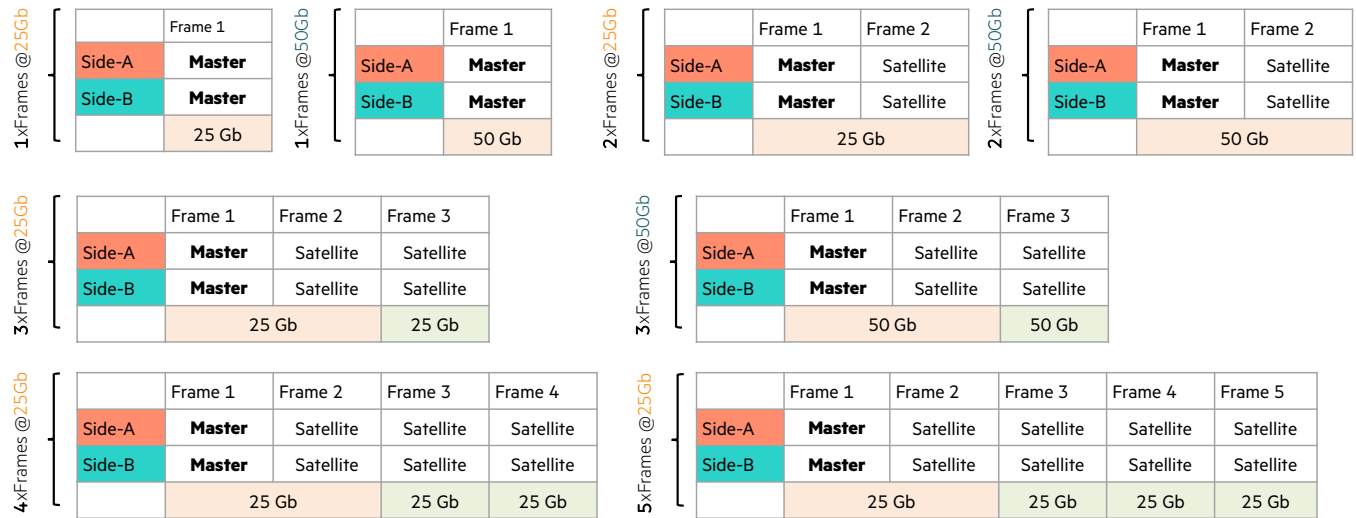 1xFrames @25Gb
Frame 1
Side-A Master
Side-B Master
25 Gb
1xFrames @50Gb
Frame 1
Side-A Master
Side-B Master
50 Gb
2xFrames @25Gb
Frame 1 Frame 2
Side-A Master Satellite
Side-B Master Satellite
25 Gb
2xFrames @50Gb
Frame 1 Frame 2
Side-A Master Satellite
Side-B Master Satellite
50 Gb
3xFrames @25Gb
Frame 1 Frame 2 Frame 3
Side-A Master Satellite Satellite
Side-B Master Satellite Satellite
25 Gb 25 Gb
3xFrames @50Gb
Frame 1 Frame 2 Frame 3
Side-A Master Satellite Satellite
Side-B Master Satellite Satellite
50 Gb 50 Gb
4xFrames @25Gb
Frame 1 Frame 2 Frame 3 Frame 4
Side-A Master Satellite Satellite Satellite
Side-B Master Satellite Satellite Satellite
25 Gb 25 Gb 25 Gb
5xFrames @25Gb
Frame 1 Frame 2 Frame 3 Frame 4 Frame 5
Side-A Master Satellite Satellite Satellite Satellite
Side-B Master Satellite Satellite Satellite Satellite
25 Gb 25 Gb 25 Gb 25 Gb